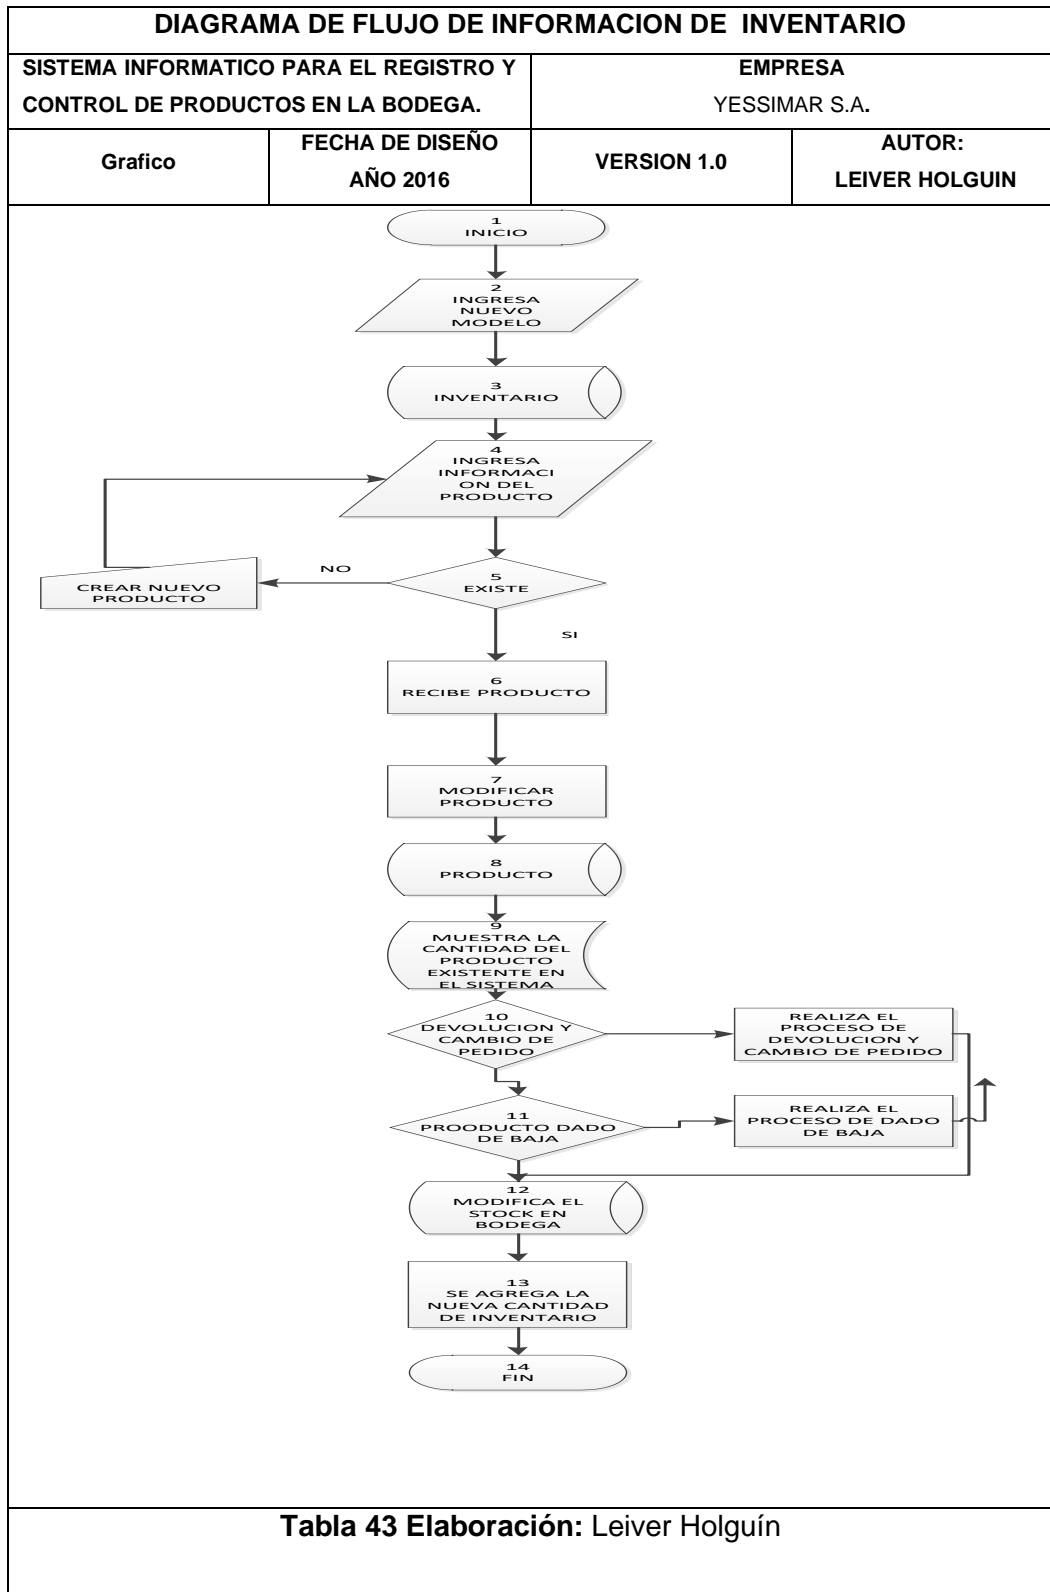 DIAGRAMA DE FLUJO DE INFORMACION DE INVENTARIO
SISTEMA INFORMATICO PARA EL REGISTRO Y
CONTROL DE PRODUCTOS EN LA BODEGA.
EMPRESA
YESSIMAR S.A.
Grafico
FECHA DE DISEÑO
AÑO 2016
VERSION 1.0
AUTOR:
LEIVER HOLGUIN
1
INICIO
2
INGRESA
NUEVO
MODELO
3
INVENTARIO
4
INGRESA
INFORMACI
ON DEL
PRODUCTO
5
EXISTE
NO
CREAR NUEVO
PRODUCTO
SI
6
RECIBE PRODUCTO
7
MODIFICAR
PRODUCTO
8
PRODUCTO
9
MUESTRA LA
CANTIDAD DEL
PRODUCTO
EXISTENTE EN
EL SISTEMA
10
DEVOLUCION Y
CAMBIO DE
PEDIDO
REALIZA EL
PROCESO DE
DEVOLUCION Y
CAMBIO DE PEDIDO
11
PROODUCTO DADO
DE BAJA
REALIZA EL
PROCESO DE DADO
DE BAJA
12
MODIFICA EL
STOCK EN
BODEGA
13
SE AGREGA LA
NUEVA CANTIDAD
DE INVENTARIO
14
FIN
Tabla 43 Elaboración: Leiver Holguín